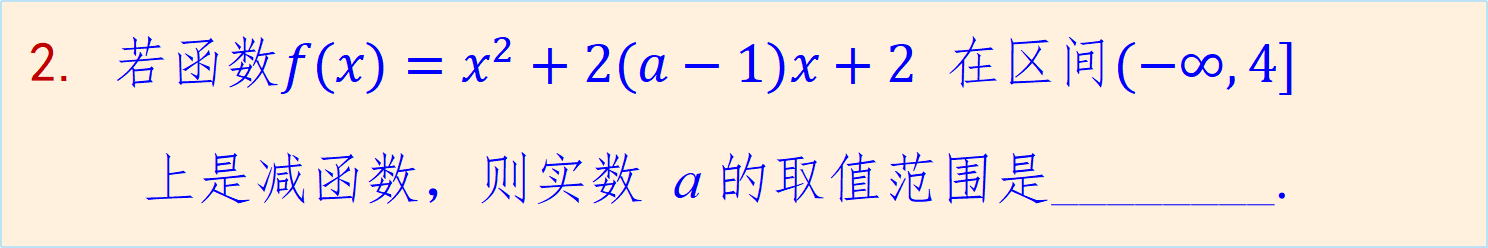 2. 若函数f(x) = x² + 2(a − 1)x + 2 在区间(−∞, 4]
上是减函数，则实数 a 的取值范围是________.